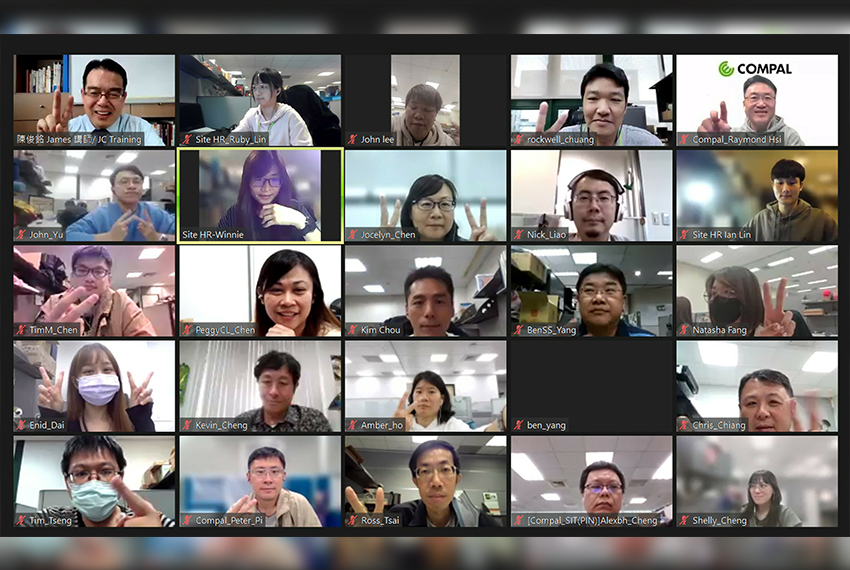 陳俊銘 James 講師/ JC Training
Site HR_Ruby_Lin
John lee
rockwell_chuang
COMPAL
Compal_Raymond Hsi
John_Yu
Site HR-Winnie
Jocelyn_Chen
Nick_Liao
Site HR Ian Lin
TimM_Chen
PeggyCL_Chen
Kim Chou
BenSS_Yang
Natasha Fang
Enid_Dai
Kevin_Cheng
Amber_ho
ben_yang
Chris_Chiang
Tim_Tseng
Compal_Peter_Pi
Ross_Tsai
[Compal_SIT(PIN)]Alexbh_Cheng
Shelly_Cheng